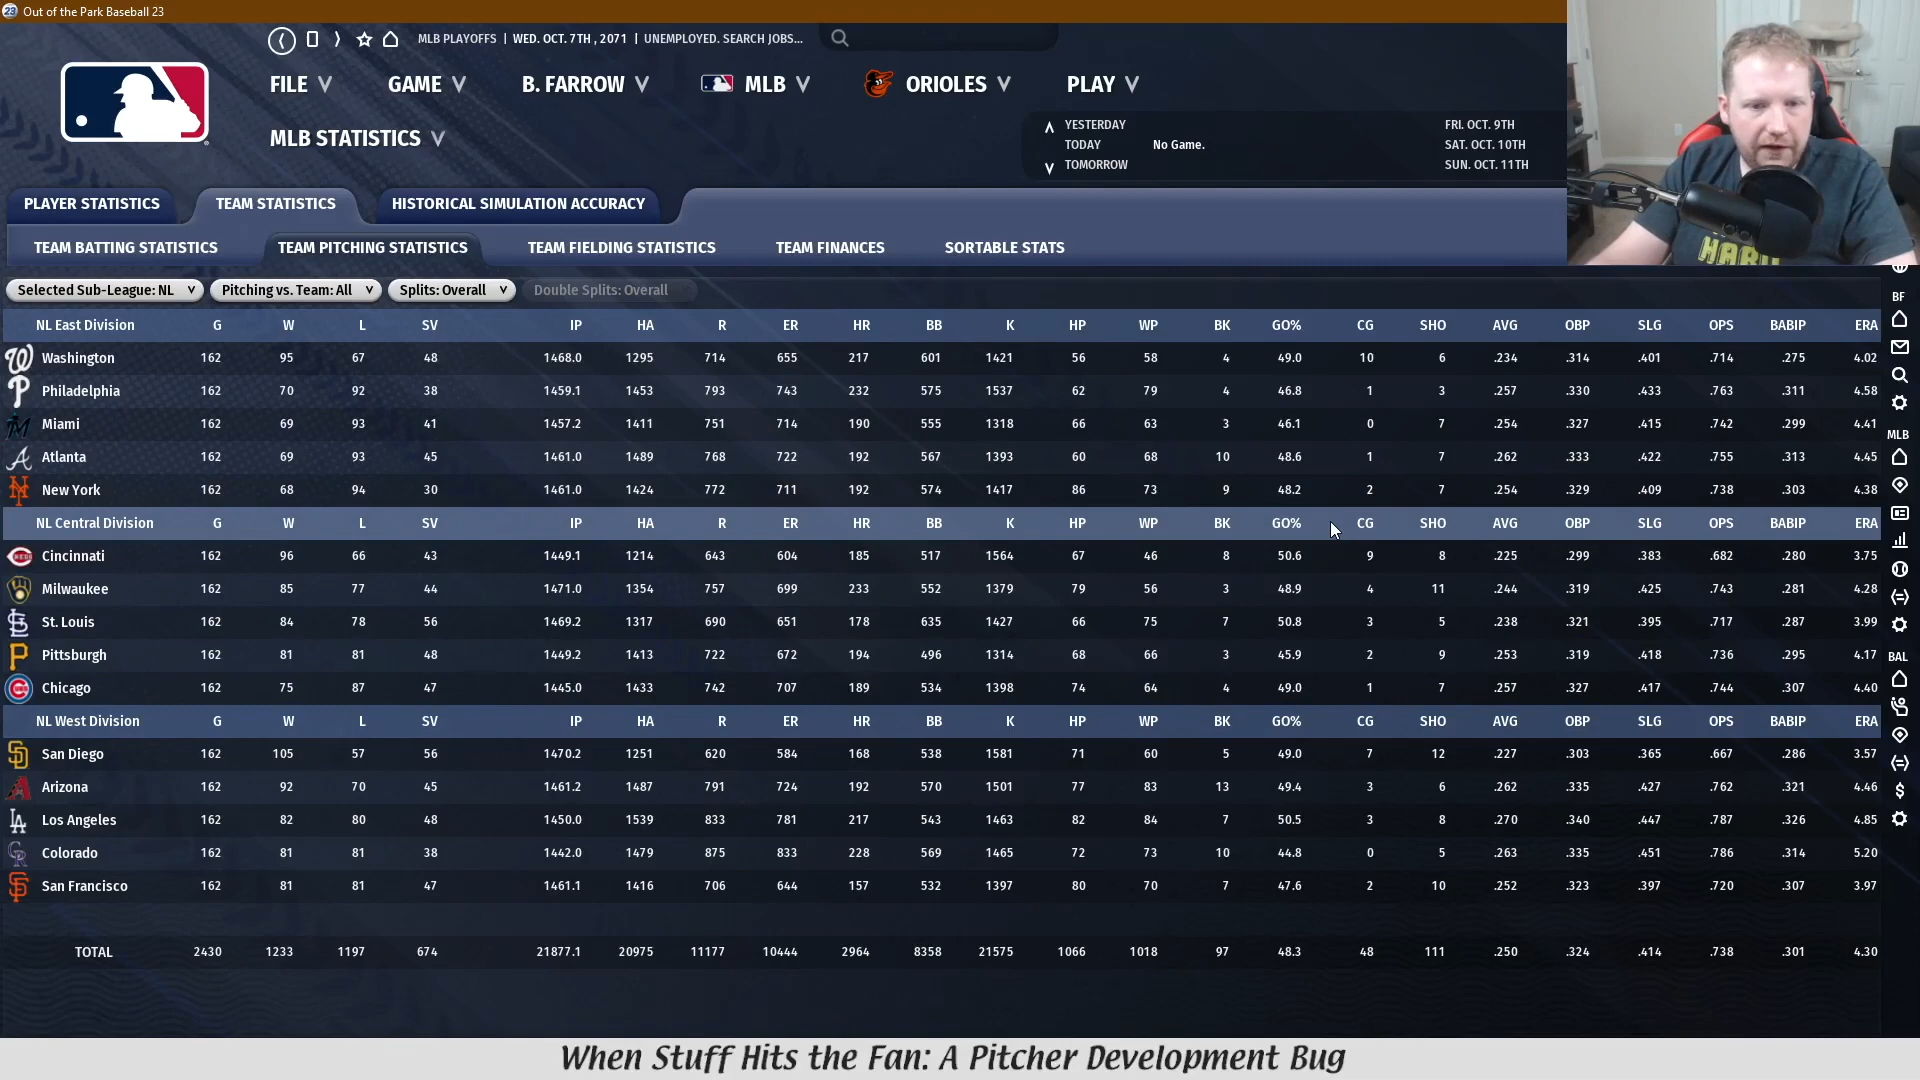 Out of the Park Baseball 23
MLB PLAYOFFS | WED. OCT. 7TH , 2071 | UNEMPLOYED. SEARCH JOBS...
FILE GAME B. FARROW MLB ORIOLES PLAY
MLB STATISTICS
YESTERDAY FRI. OCT. 9TH
TODAY No Game. SAT. OCT. 10TH
TOMORROW SUN. OCT. 11TH
PLAYER STATISTICS TEAM STATISTICS HISTORICAL SIMULATION ACCURACY
TEAM BATTING STATISTICS TEAM PITCHING STATISTICS TEAM FIELDING STATISTICS TEAM FINANCES SORTABLE STATS
Selected Sub-League: NL Pitching vs. Team: All Splits: Overall Double Splits: Overall
NL East Division G W L SV IP HA R ER HR BB K HP WP BK GO% CG SHO AVG OBP SLG OPS BABIP ERA
Washington 162 95 67 48 1468.0 1295 714 655 217 601 1421 56 58 4 49.0 10 6 .234 .314 .401 .714 .275 4.02
Philadelphia 162 70 92 38 1459.1 1453 793 743 232 575 1537 62 79 4 46.8 1 3 .257 .330 .433 .763 .311 4.58
Miami 162 69 93 41 1457.2 1411 751 714 190 555 1318 66 63 3 46.1 0 7 .254 .327 .415 .742 .299 4.41
Atlanta 162 69 93 45 1461.0 1489 768 722 192 567 1393 60 68 10 48.6 1 7 .262 .333 .422 .755 .313 4.45
New York 162 68 94 30 1461.0 1424 772 711 192 574 1417 86 73 9 48.2 2 7 .254 .329 .409 .738 .303 4.38
NL Central Division G W L SV IP HA R ER HR BB K HP WP BK GO% CG SHO AVG OBP SLG OPS BABIP ERA
Cincinnati 162 96 66 43 1449.1 1214 643 604 185 517 1564 67 46 8 50.6 9 8 .225 .299 .383 .682 .280 3.75
Milwaukee 162 85 77 44 1471.0 1354 757 699 233 552 1379 79 56 3 48.9 4 11 .244 .319 .425 .743 .281 4.28
St. Louis 162 84 78 56 1469.2 1317 690 651 178 635 1427 66 75 7 50.8 3 5 .238 .321 .395 .717 .287 3.99
Pittsburgh 162 81 81 48 1449.2 1413 722 672 194 496 1314 68 66 3 45.9 2 9 .253 .319 .418 .736 .295 4.17
Chicago 162 75 87 47 1445.0 1433 742 707 189 534 1398 74 64 4 49.0 1 7 .257 .327 .417 .744 .307 4.40
NL West Division G W L SV IP HA R ER HR BB K HP WP BK GO% CG SHO AVG OBP SLG OPS BABIP ERA
San Diego 162 105 57 56 1470.2 1251 620 584 168 538 1581 71 60 5 49.0 7 12 .227 .303 .365 .667 .286 3.57
Arizona 162 92 70 45 1461.2 1487 791 724 192 570 1501 77 83 13 49.4 3 6 .262 .335 .427 .762 .321 4.46
Los Angeles 162 82 80 48 1450.0 1539 833 781 217 543 1463 82 84 7 50.5 3 8 .270 .340 .447 .787 .326 4.85
Colorado 162 81 81 38 1442.0 1479 875 833 228 569 1465 72 73 10 44.8 0 5 .263 .335 .451 .786 .314 5.20
San Francisco 162 81 81 47 1461.1 1416 706 644 157 532 1397 80 70 7 47.6 2 10 .252 .323 .397 .720 .307 3.97
TOTAL 2430 1233 1197 674 21877.1 20975 11177 10444 2964 8358 21575 1066 1018 97 48.3 48 111 .250 .324 .414 .738 .301 4.30
BF
MLB
BAL
When Stuff Hits the Fan: A Pitcher Development Bug